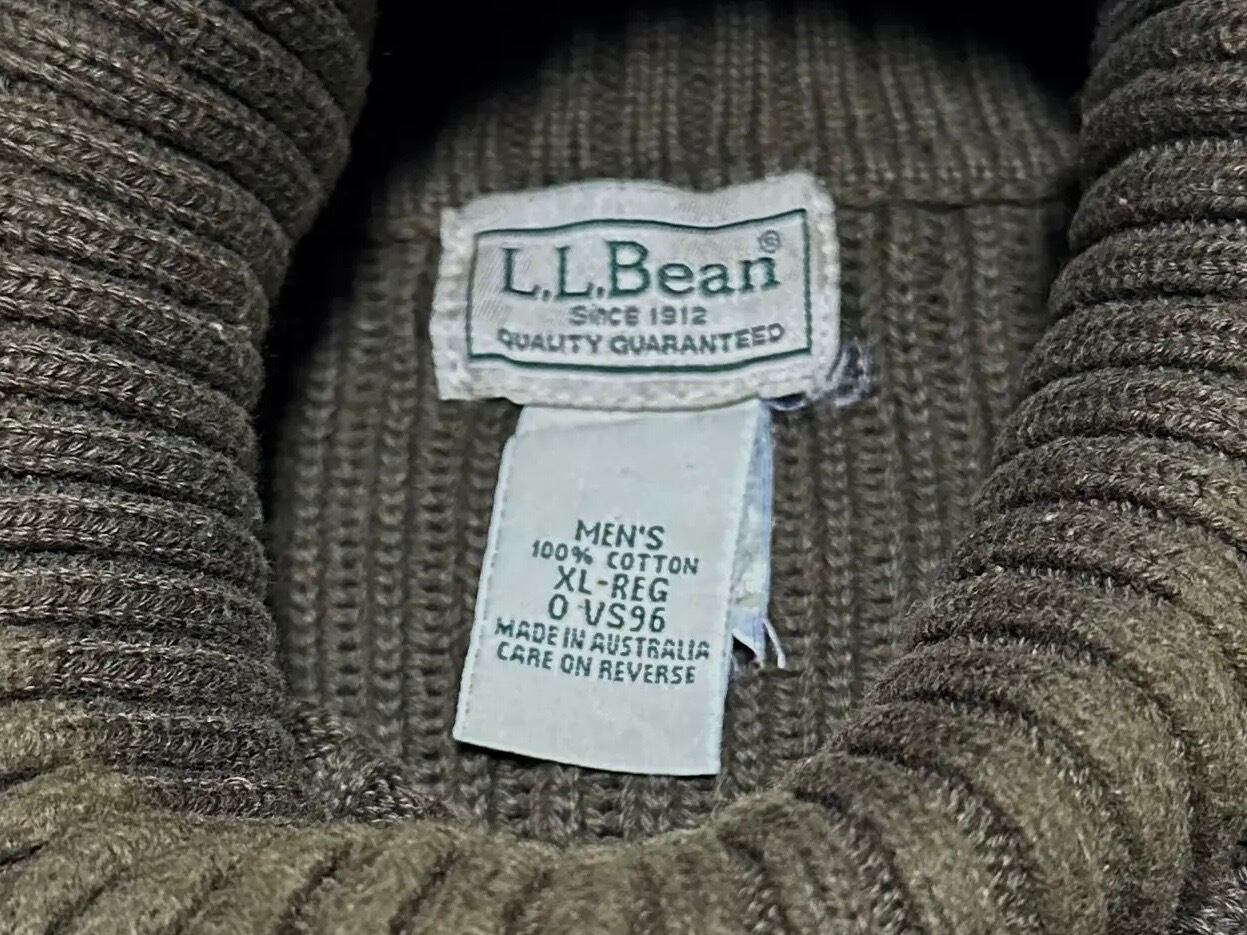 L.L.Bean®
SINCE 1912
QUALITY GUARANTEED
MEN'S
100% COTTON
XL-REG
0 VS96
MADE IN AUSTRALIA
CARE ON REVERSE